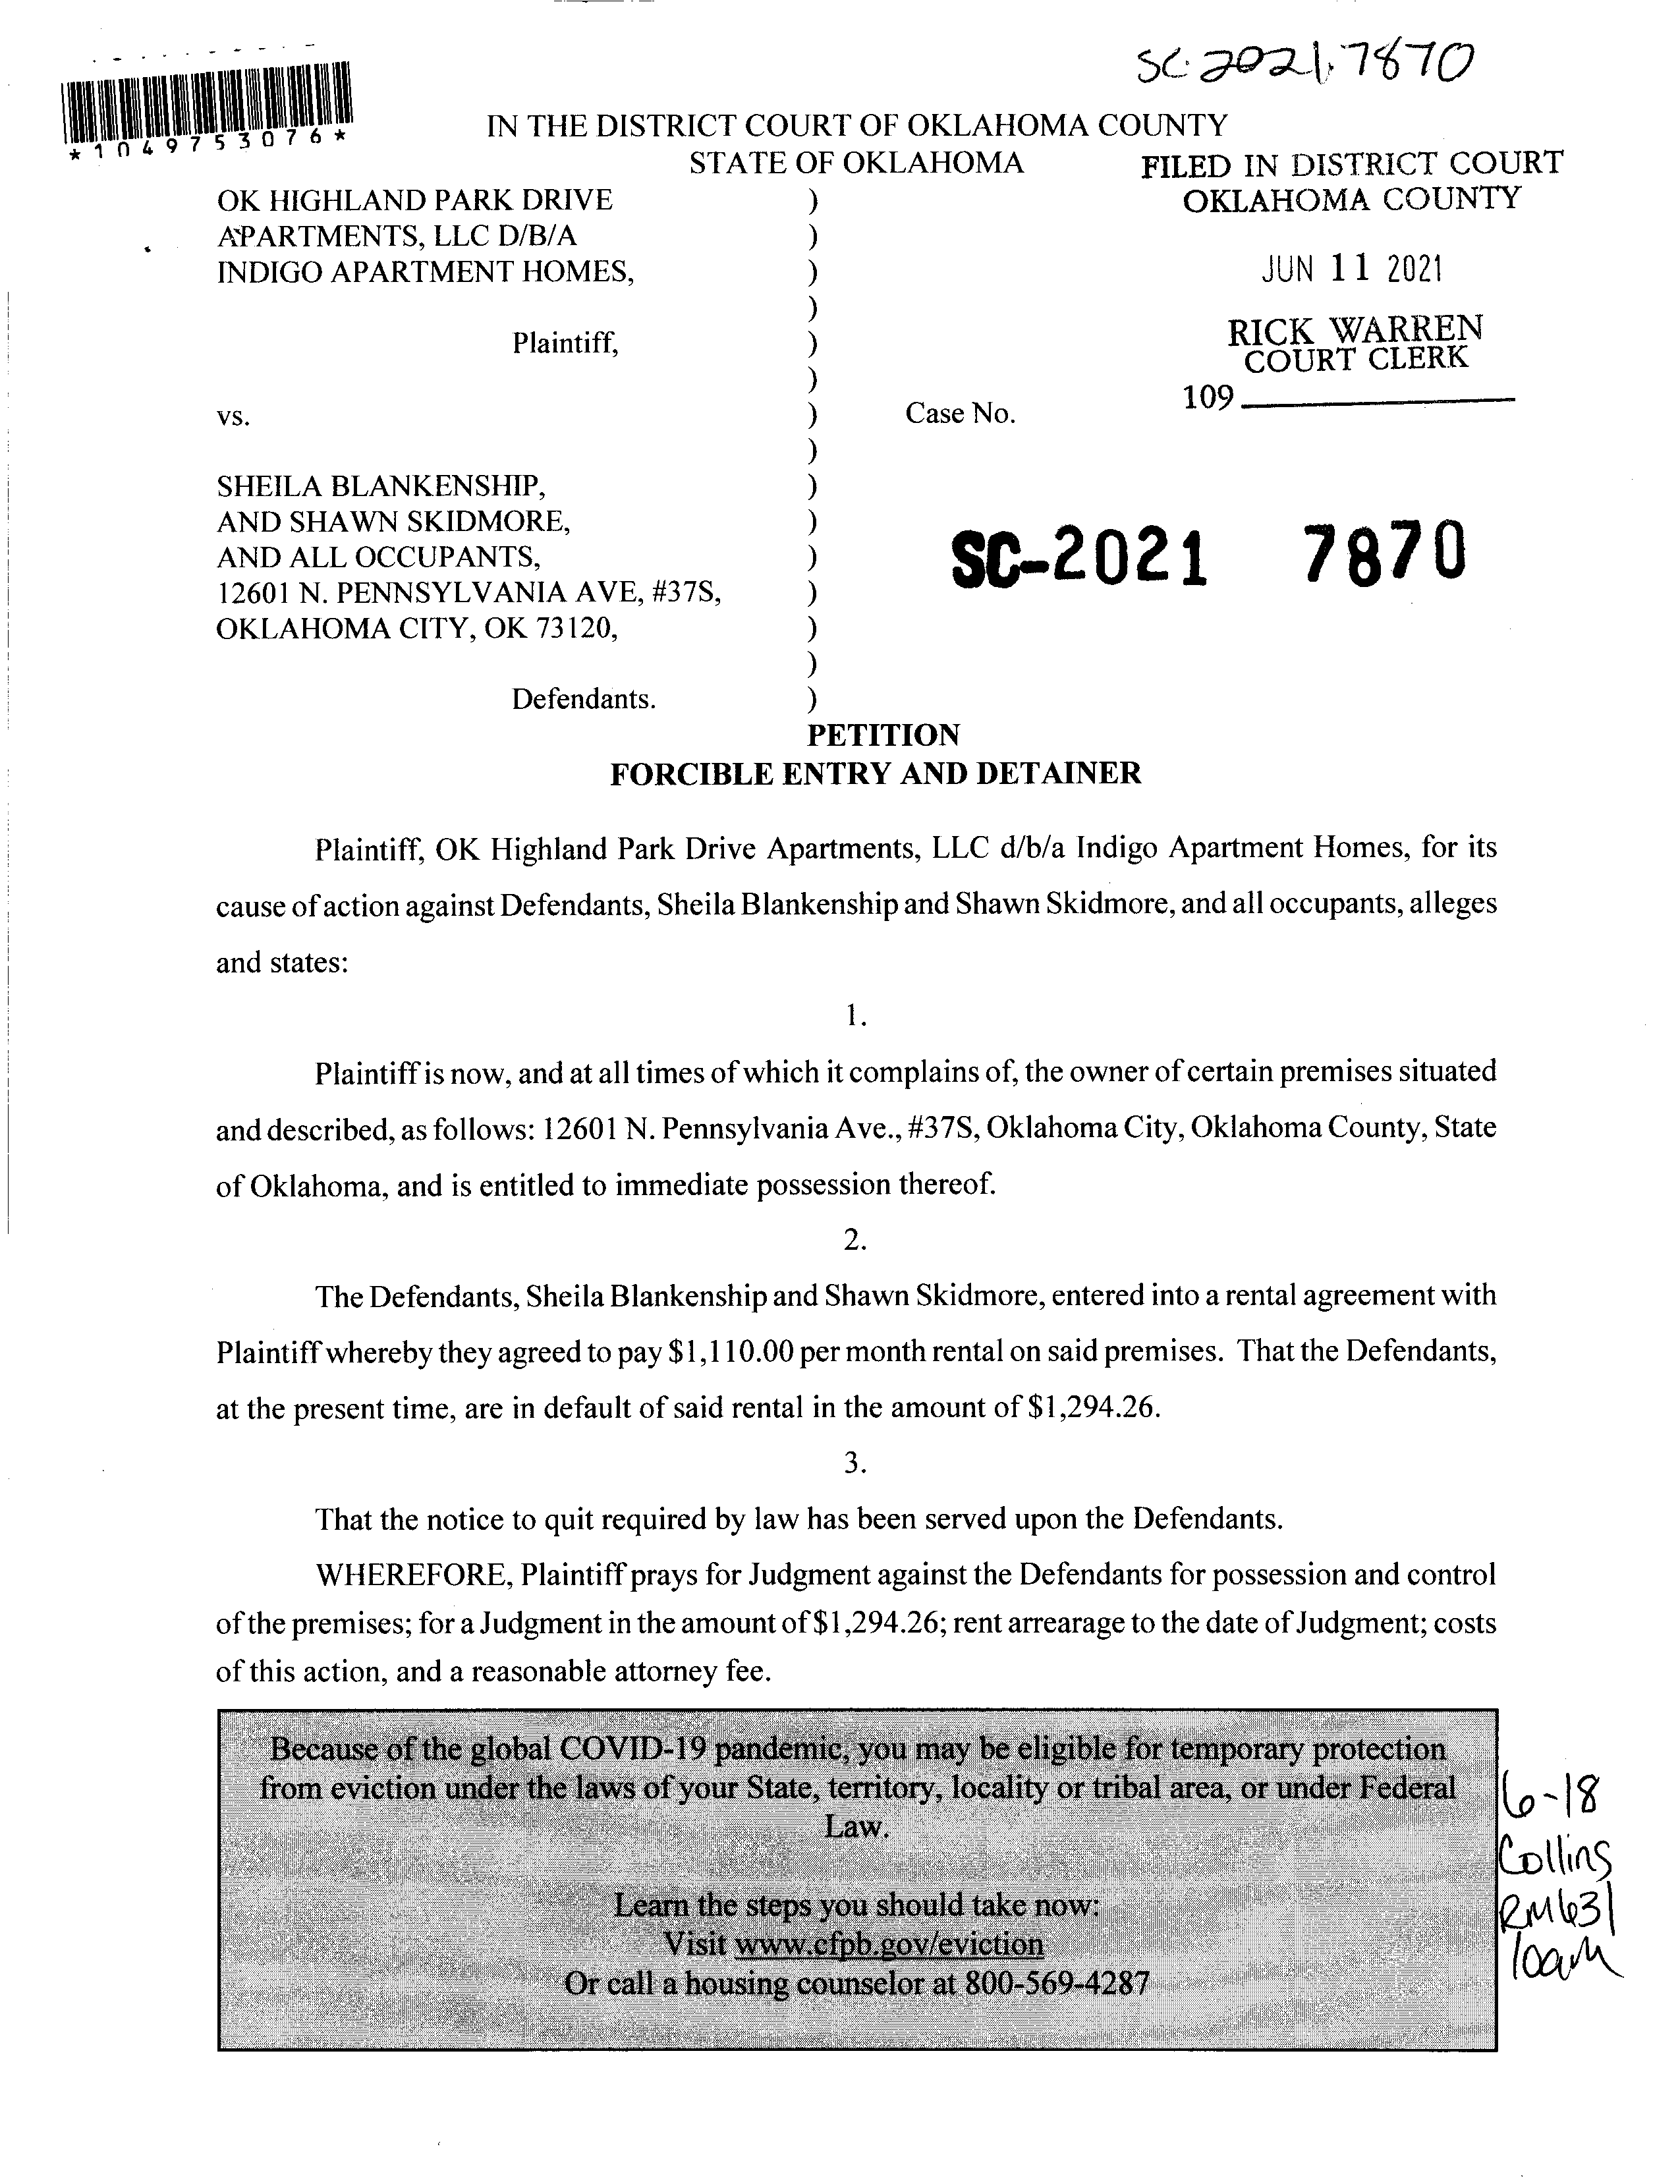 SC-2021-7870
*1049753076*
IN THE DISTRICT COURT OF OKLAHOMA COUNTY
STATE OF OKLAHOMA
FILED IN DISTRICT COURT
OKLAHOMA COUNTY
JUN 11 2021
RICK WARREN
COURT CLERK
109
OK HIGHLAND PARK DRIVE )
APARTMENTS, LLC D/B/A )
INDIGO APARTMENT HOMES, )
)
Plaintiff, )
)
vs. ) Case No.
)
SHEILA BLANKENSHIP, )
AND SHAWN SKIDMORE, )
AND ALL OCCUPANTS, ) SC-2021 7870
12601 N. PENNSYLVANIA AVE, #37S, )
OKLAHOMA CITY, OK 73120, )
)
Defendants. )
PETITION
FORCIBLE ENTRY AND DETAINER
Plaintiff, OK Highland Park Drive Apartments, LLC d/b/a Indigo Apartment Homes, for its
cause of action against Defendants, Sheila Blankenship and Shawn Skidmore, and all occupants, alleges
and states:
1.
Plaintiff is now, and at all times of which it complains of, the owner of certain premises situated
and described, as follows: 12601 N. Pennsylvania Ave., #37S, Oklahoma City, Oklahoma County, State
of Oklahoma, and is entitled to immediate possession thereof.
2.
The Defendants, Sheila Blankenship and Shawn Skidmore, entered into a rental agreement with
Plaintiff whereby they agreed to pay $1,110.00 per month rental on said premises. That the Defendants,
at the present time, are in default of said rental in the amount of $1,294.26.
3.
That the notice to quit required by law has been served upon the Defendants.
WHEREFORE, Plaintiff prays for Judgment against the Defendants for possession and control
of the premises; for a Judgment in the amount of $1,294.26; rent arrearage to the date of Judgment; costs
of this action, and a reasonable attorney fee.
Because of the global COVID-19 pandemic, you may be eligible for temporary protection
from eviction under the laws of your State, territory, locality or tribal area, or under Federal
Law.
Learn the steps you should take now:
Visit www.cfpb.gov/eviction
Or call a housing counselor at 800-569-4287
6-18
Collins
RM631
10am